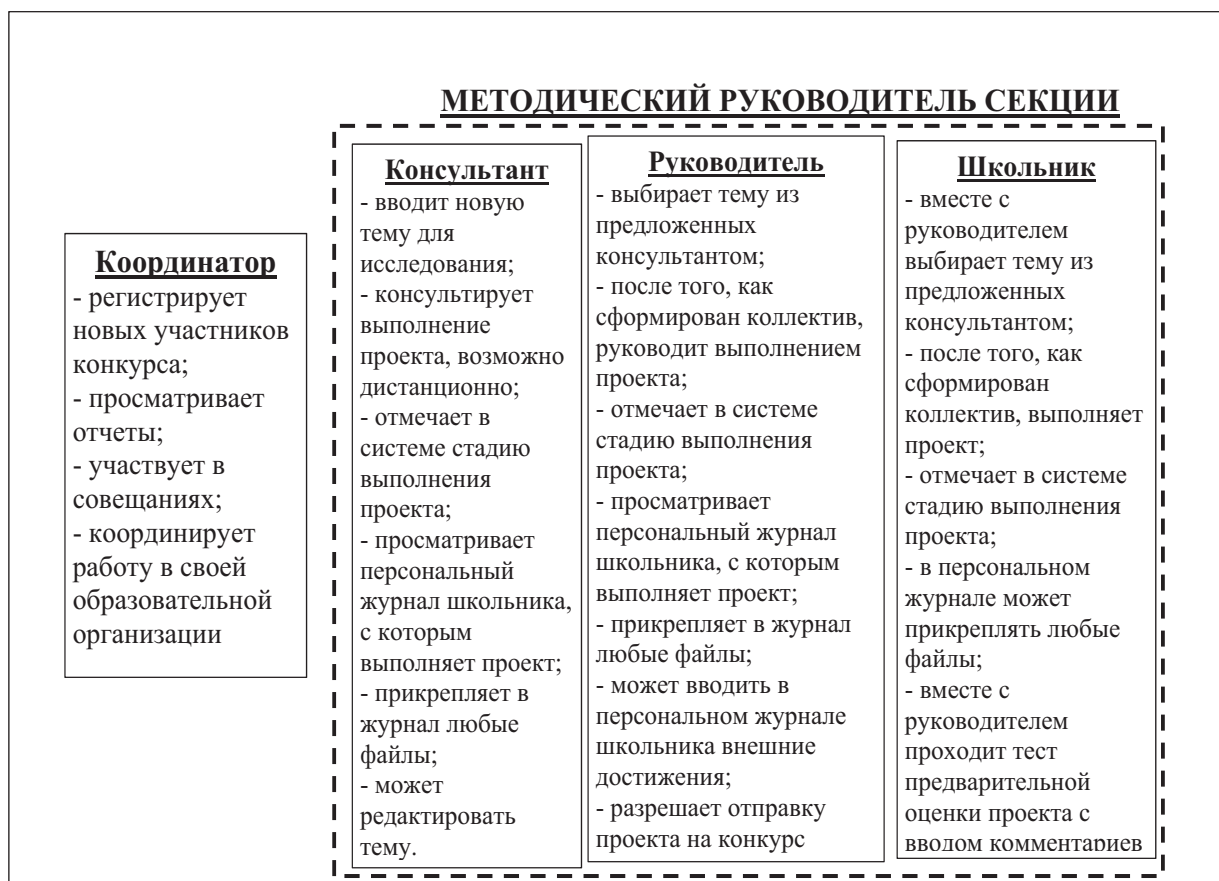 МЕТОДИЧЕСКИЙ РУКОВОДИТЕЛЬ СЕКЦИИ
Координатор
- регистрирует
новых участников
конкурса;
- просматривает
отчеты;
- участвует в
совещаниях;
- координирует
работу в своей
образовательной
организации
Консультант
- вводит новую
тему для
исследования;
- консультирует
выполнение
проекта, возможно
дистанционно;
- отмечает в
системе стадию
выполнения
проекта;
- просматривает
персональный
журнал школьника,
с которым
выполняет проект;
- прикрепляет в
журнал любые
файлы;
- может
редактировать
тему.
Руководитель
- выбирает тему из
предложенных
консультантом;
- после того, как
сформирован коллектив,
руководит выполнением
проекта;
- отмечает в системе
стадию выполнения
проекта;
- просматривает
персональный журнал
школьника, с которым
выполняет проект;
- прикрепляет в журнал
любые файлы;
- может вводить в
персональном журнале
школьника внешние
достижения;
- разрешает отправку
проекта на конкурс
Школьник
- вместе с
руководителем
выбирает тему из
предложенных
консультантом;
- после того, как
сформирован
коллектив, выполняет
проект;
- отмечает в системе
стадию выполнения
проекта;
- в персональном
журнале может
прикреплять любые
файлы;
- вместе с
руководителем
проходит тест
предварительной
оценки проекта с
вводом комментариев